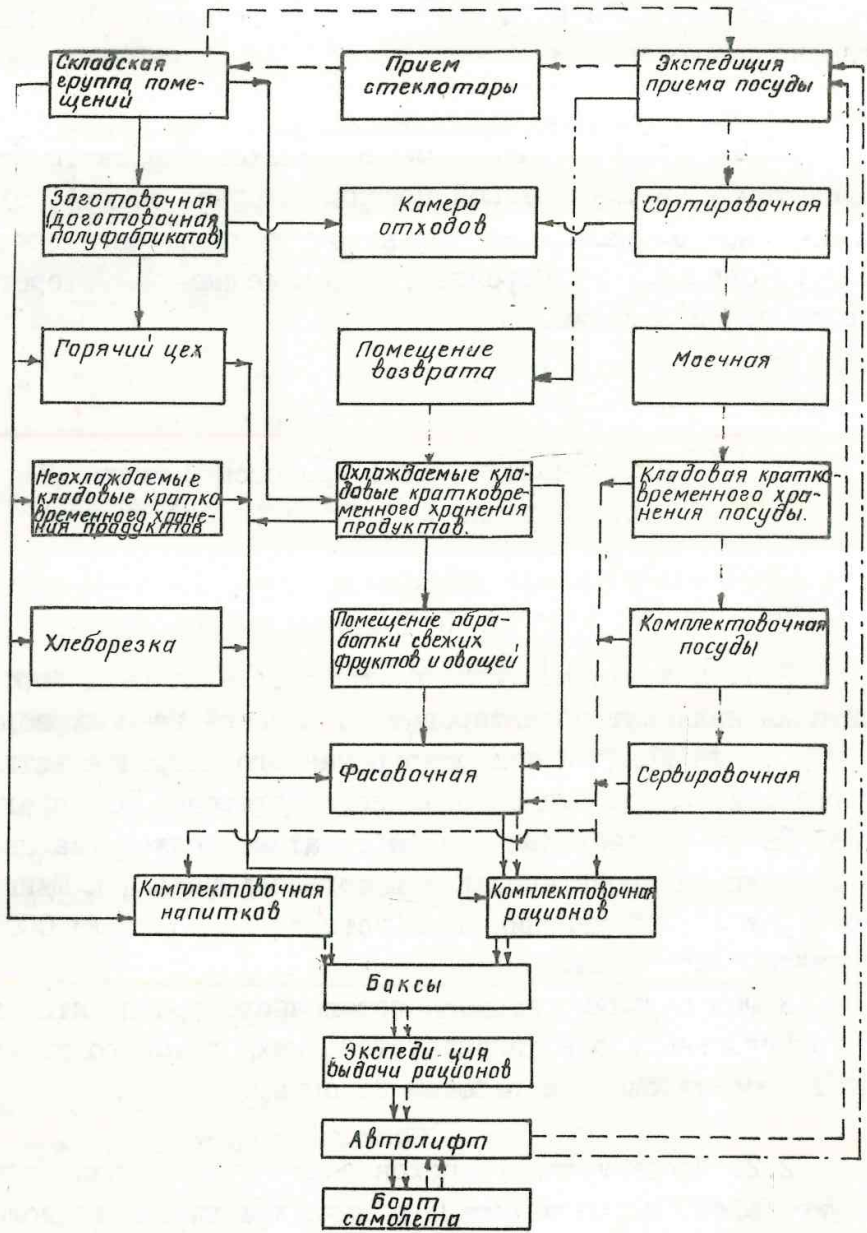 Складская
группа поме-
щений
Прием
стеклотары
Экспедиция
приема посуды
Заготовочная
(доготовочная
полуфабрикатов)
Камера
отходов
Сортировочная
Горячий цех
Помещение
возврата
Моечная
Неохлаждаемые
кладовые кратко
временного хране-
ния продуктов
Охлаждаемые кла-
довые кратковре-
менного хранения
продуктов.
Кладовая кратко-
временного хра-
нения посуды.
Хлеборезка
Помещение обра-
ботки свежих
фруктов и овощей
Комплектовочная
посуды
Фасовочная
Сервировочная
Комплектовочная
напитков
Комплектовочная
рационов
Баксы
Экспедиция
выдачи рационов
Автолифт
Борт
самолета